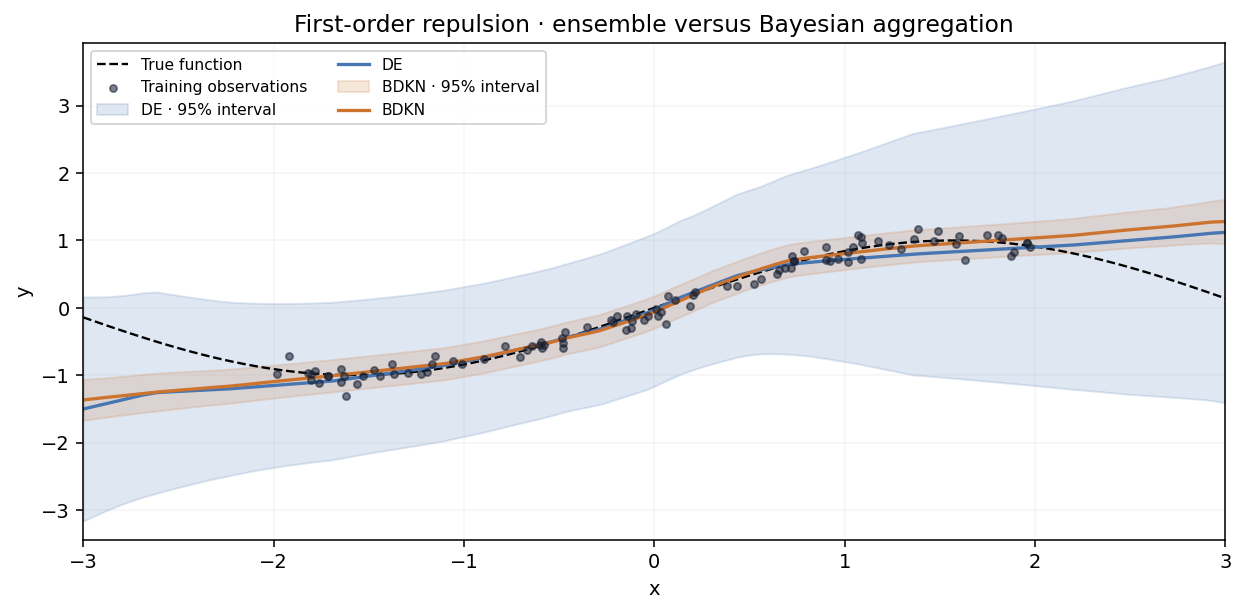 First-order repulsion · ensemble versus Bayesian aggregation
True function
Training observations
DE · 95% interval
DE
BDKN · 95% interval
BDKN
y
3
2
1
0
−1
−2
−3
−3 −2 −1 0 1 2 3
x